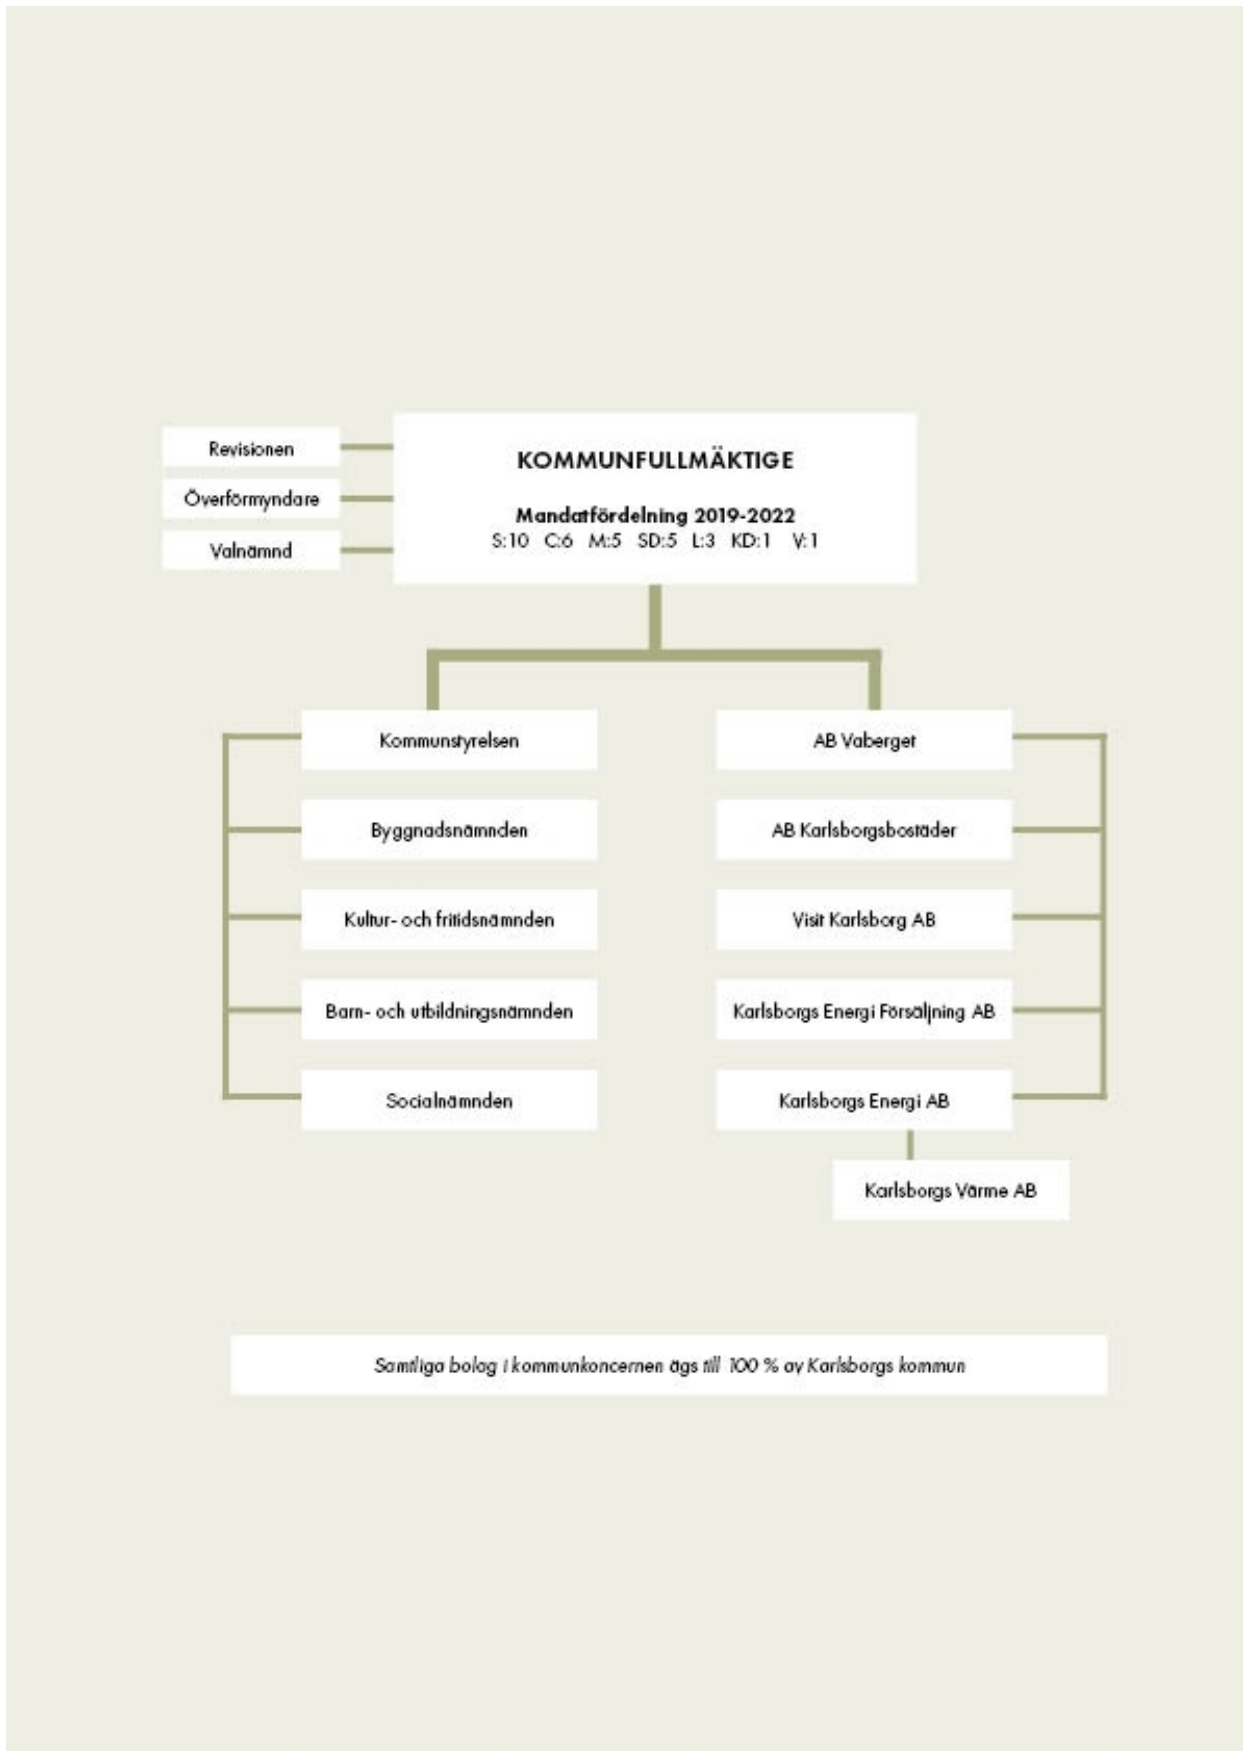 Revisionen
Överförmyndare
Valnämnd
KOMMUNFULLMÄKTIGE
Mandatfördelning 2019-2022
S:10 C:6 M:5 SD:5 L:3 KD:1 V:1
Kommunstyrelsen
Byggnadsnämnden
Kultur- och fritidsnämnden
Barn- och utbildningsnämnden
Socialnämnden
AB Vaberget
AB Karlsborgsbostäder
Visit Karlsborg AB
Karlsborgs Energi Försäljning AB
Karlsborgs Energi AB
Karlsborgs Värme AB
Samtliga bolag i kommunkoncernen ägs till 100 % av Karlsborgs kommun